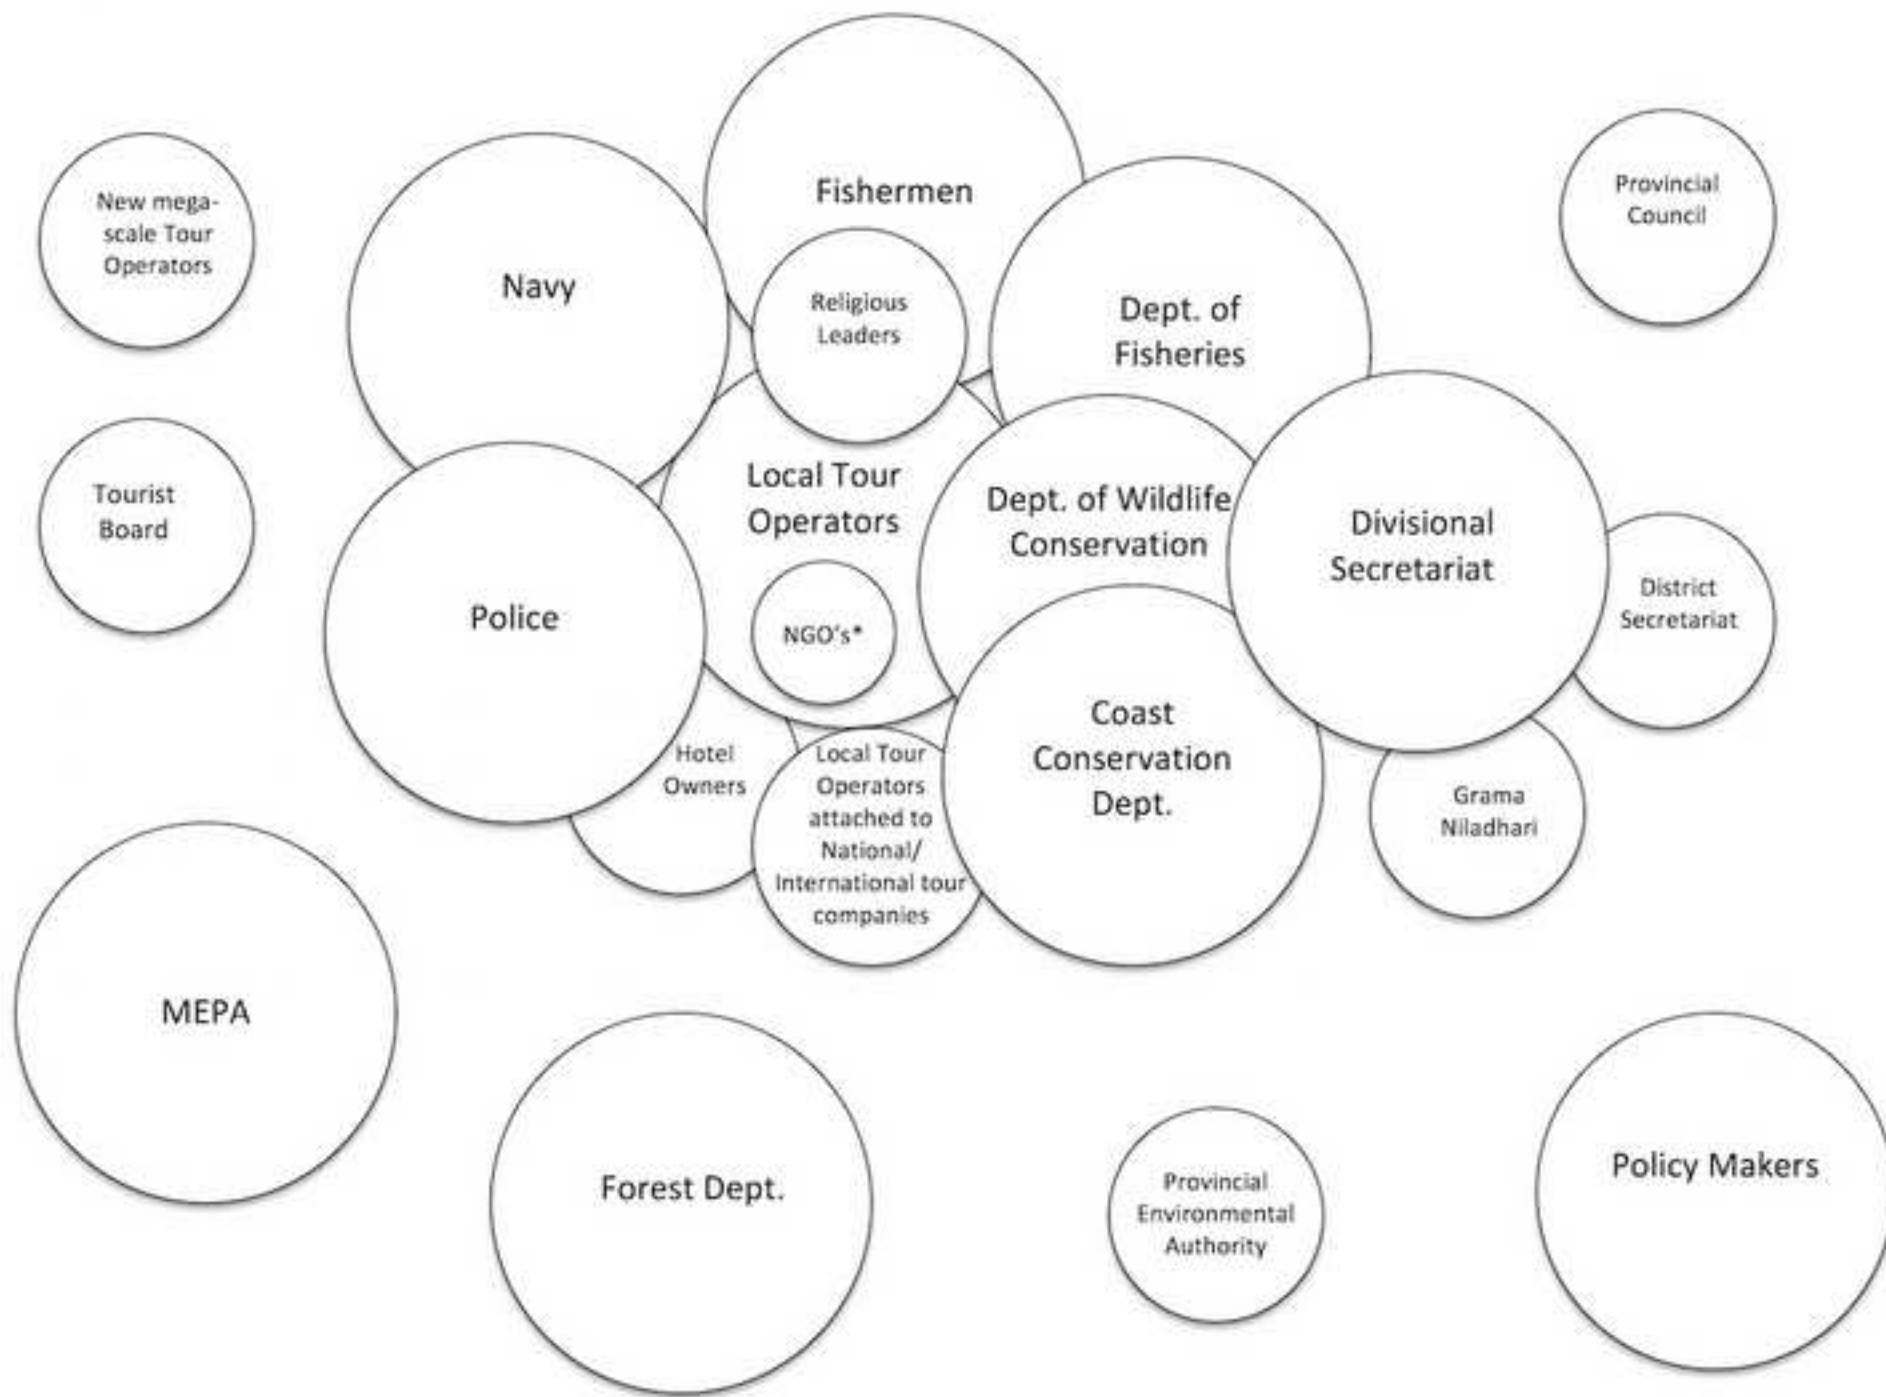 Fishermen
New mega-
scale Tour
Operators
Provincial
Council
Navy
Religious
Leaders
Dept. of
Fisheries
Tourist
Board
Local Tour
Operators
Dept. of Wildlife
Conservation
Divisional
Secretariat
District
Secretariat
Police
NGO's*
Coast
Conservation
Dept.
Hotel
Owners
Local Tour
Operators
attached to
National/
International tour
companies
Grama
Niladhari
MEPA
Forest Dept.
Provincial
Environmental
Authority
Policy Makers